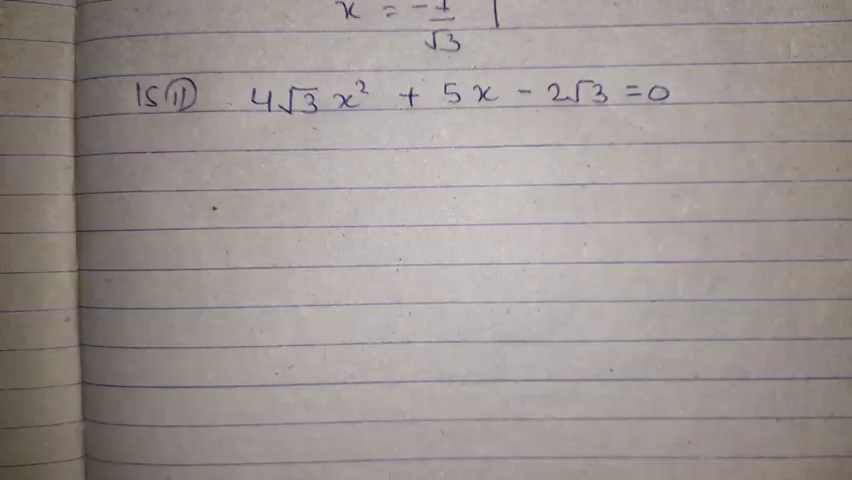 x = -1/√3
15(ii) 4√3 x² + 5x - 2√3 = 0